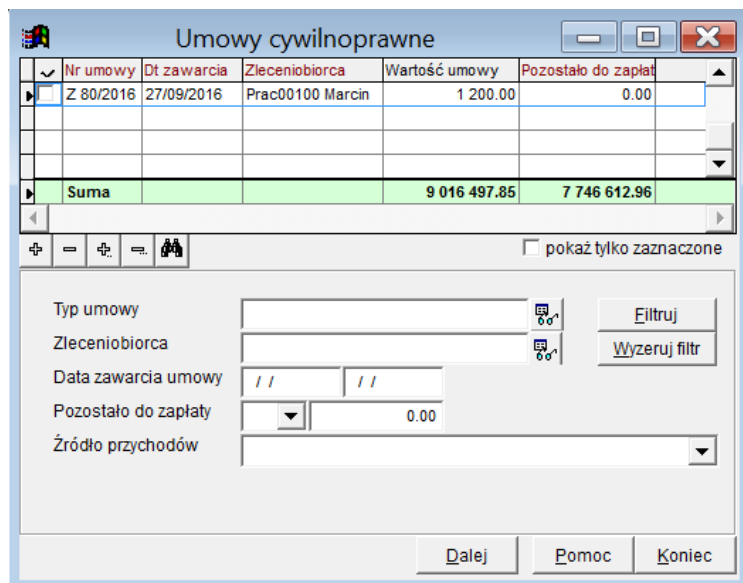 Umowy cywilnoprawne
Nr umowy Dt zawarcia Zleceniobiorca Wartość umowy Pozostało do zapłat
Z 80/2016 27/09/2016 Prac00100 Marcin 1 200.00 0.00
Suma 9 016 497.85 7 746 612.96
pokaż tylko zaznaczone
Typ umowy Filtruj
Zleceniobiorca Wyzeruj filtr
Data zawarcia umowy / / / /
Pozostało do zapłaty 0.00
Źródło przychodów
Dalej Pomoc Koniec